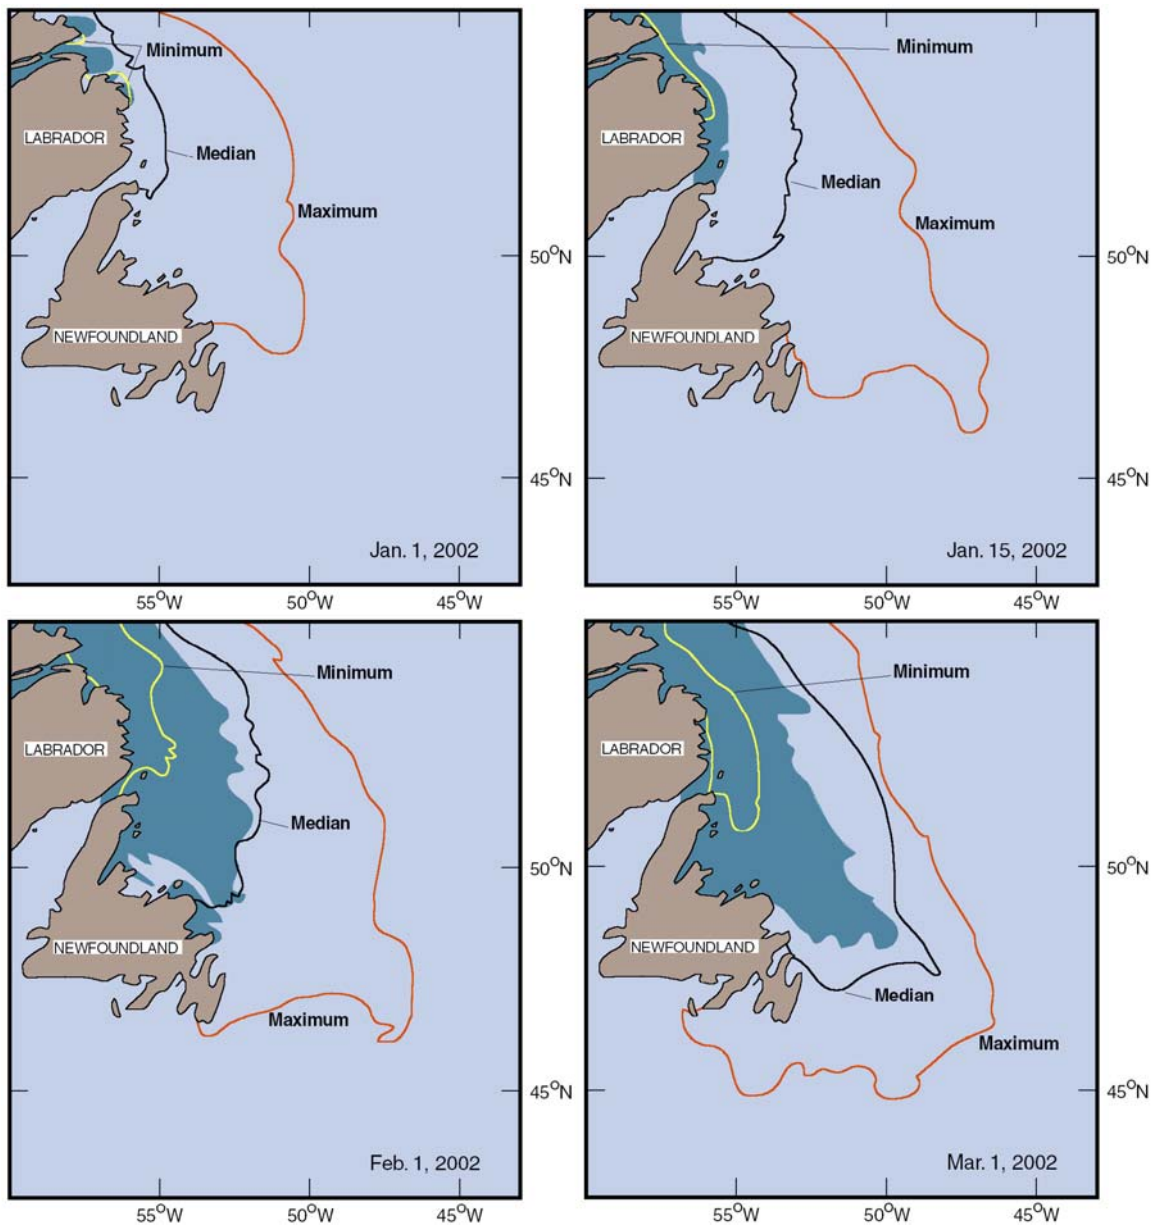 Minimum
LABRADOR
Median
Maximum
NEWFOUNDLAND
Jan. 1, 2002
50°N
45°N
55°W
50°W
45°W
Minimum
LABRADOR
Median
Maximum
NEWFOUNDLAND
Jan. 15, 2002
50°N
45°N
55°W
50°W
45°W
Minimum
LABRADOR
Median
NEWFOUNDLAND
Maximum
Feb. 1, 2002
50°N
45°N
55°W
50°W
45°W
Minimum
LABRADOR
NEWFOUNDLAND
Median
Maximum
Mar. 1, 2002
50°N
45°N
55°W
50°W
45°W